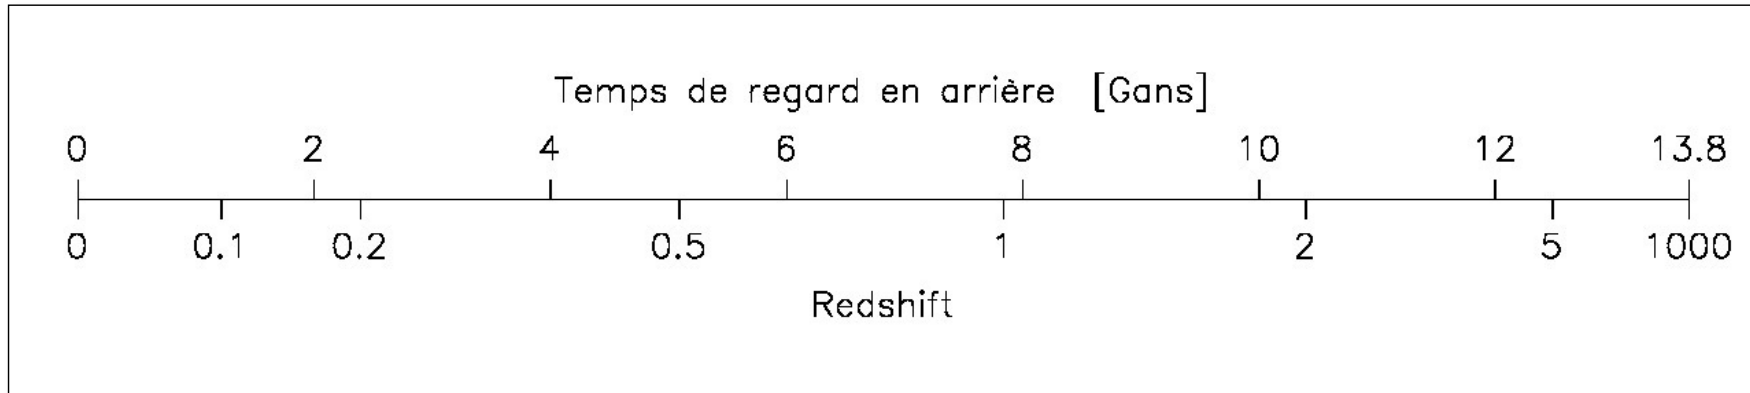 Temps de regard en arrière [Gans]
0 2 4 6 8 10 12 13.8
0 0.1 0.2 0.5 1 2 5 1000
Redshift